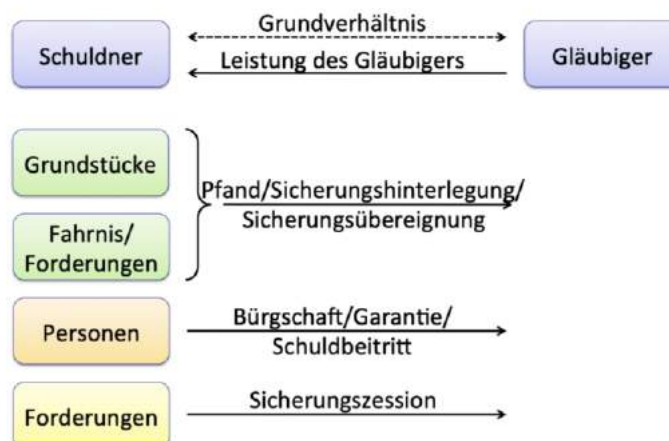 Grundverhältnis
Schuldner
Leistung des Gläubigers
Gläubiger
Grundstücke
Pfand/Sicherungshinterlegung/
Sicherungsübereignung
Fahrnis/
Forderungen
Personen
Bürgschaft/Garantie/
Schuldbeitritt
Forderungen
Sicherungszession